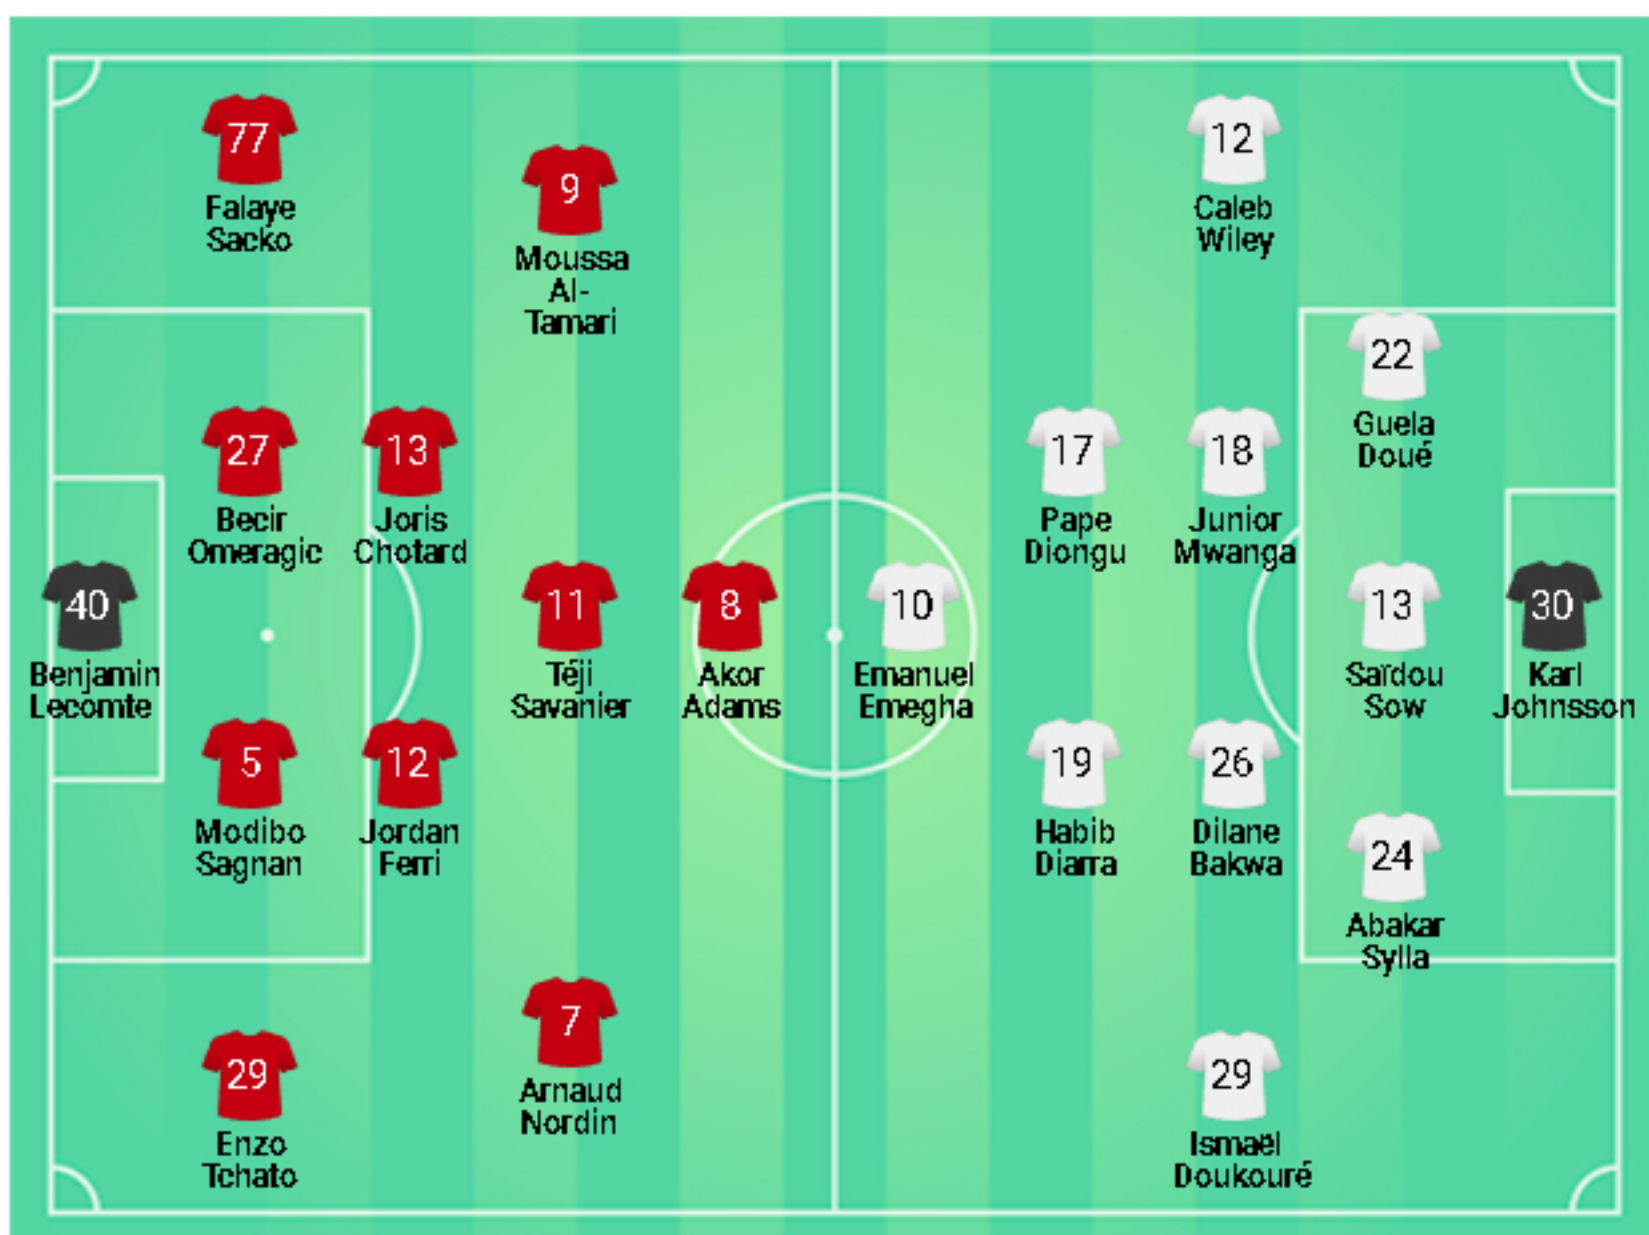 77
Falaye
Sacko
9
Moussa
Al-
Tamari
12
Caleb
Wiley
22
Guela
Doué
27
Becir
Omeragic
13
Joris
Chotard
17
Pape
Diongu
18
Junior
Mwanga
40
Benjamin
Lecomte
11
Téji
Savanier
8
Akor
Adams
10
Emanuel
Emegha
13
Saïdou
Sow
30
Karl
Johnsson
5
Modibo
Sagnan
12
Jordan
Ferri
19
Habib
Diarra
26
Dilane
Bakwa
24
Abakar
Sylla
7
Arnaud
Nordin
29
Enzo
Tchato
29
Ismaël
Doukouré